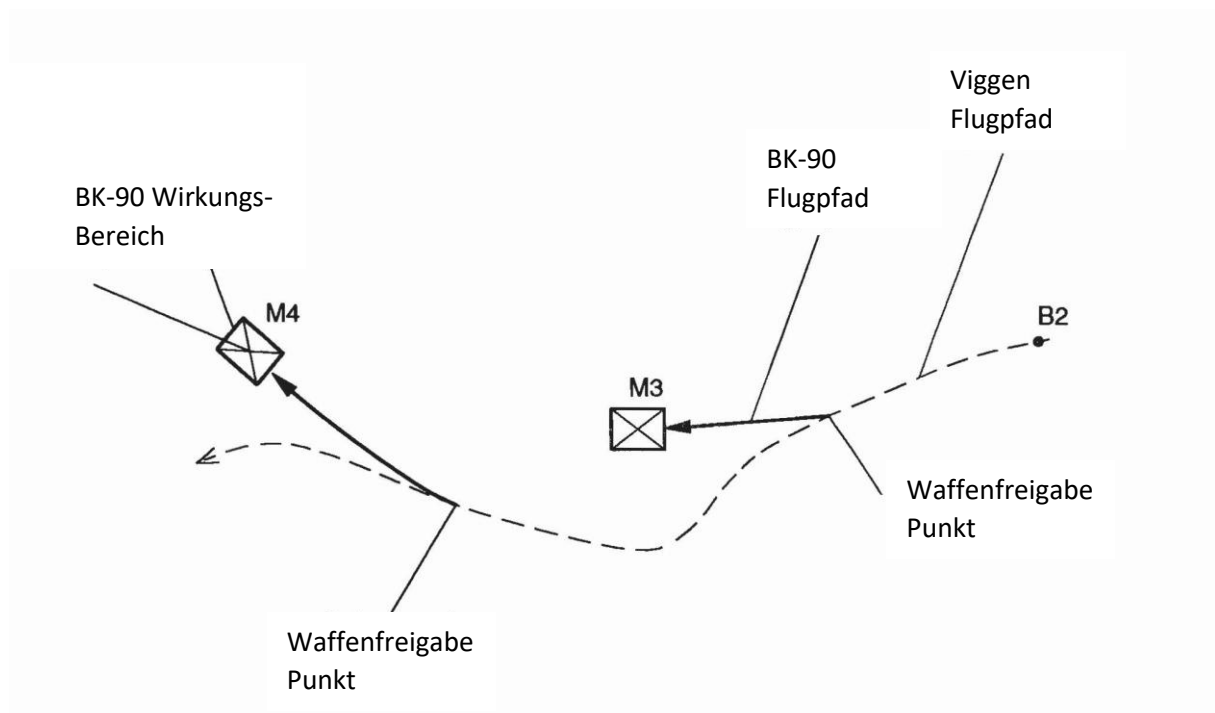 Viggen
Flugpfad
BK-90
Flugpfad
BK-90 Wirkungs-
Bereich
M4
B2
M3
Waffenfreigabe
Punkt
Waffenfreigabe
Punkt